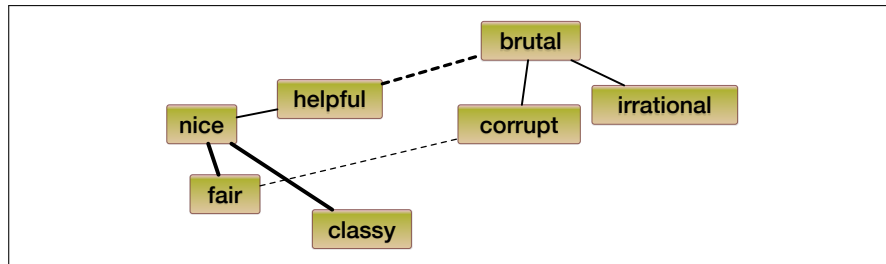 brutal
helpful
irrational
nice
corrupt
fair
classy